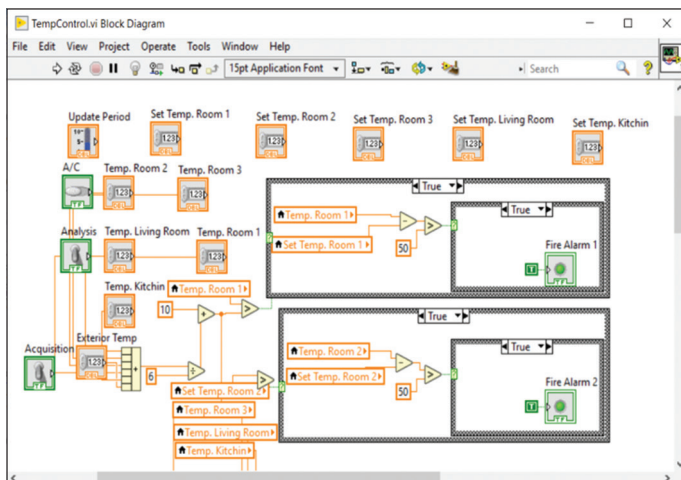 TempControl.vi Block Diagram
File Edit View Project Operate Tools Window Help
15pt Application Font
Search
Update Period
Set Temp. Room 1
Set Temp. Room 2
Set Temp. Room 3
Set Temp. Living Room
Set Temp. Kitchin
A/C
Temp. Room 2
Temp. Room 3
True
Temp. Room 1
Set Temp. Room 1
50
True
Fire Alarm 1
Analysis
Temp. Living Room
Temp. Room 1
Temp. Kitchin
Temp. Room 1
10
Acquisition
Exterior Temp
6
Set Temp. Room 2
Temp. Room 3
Temp. Living Room
Temp. Kitchin
True
Temp. Room 2
Set Temp. Room 2
50
True
Fire Alarm 2